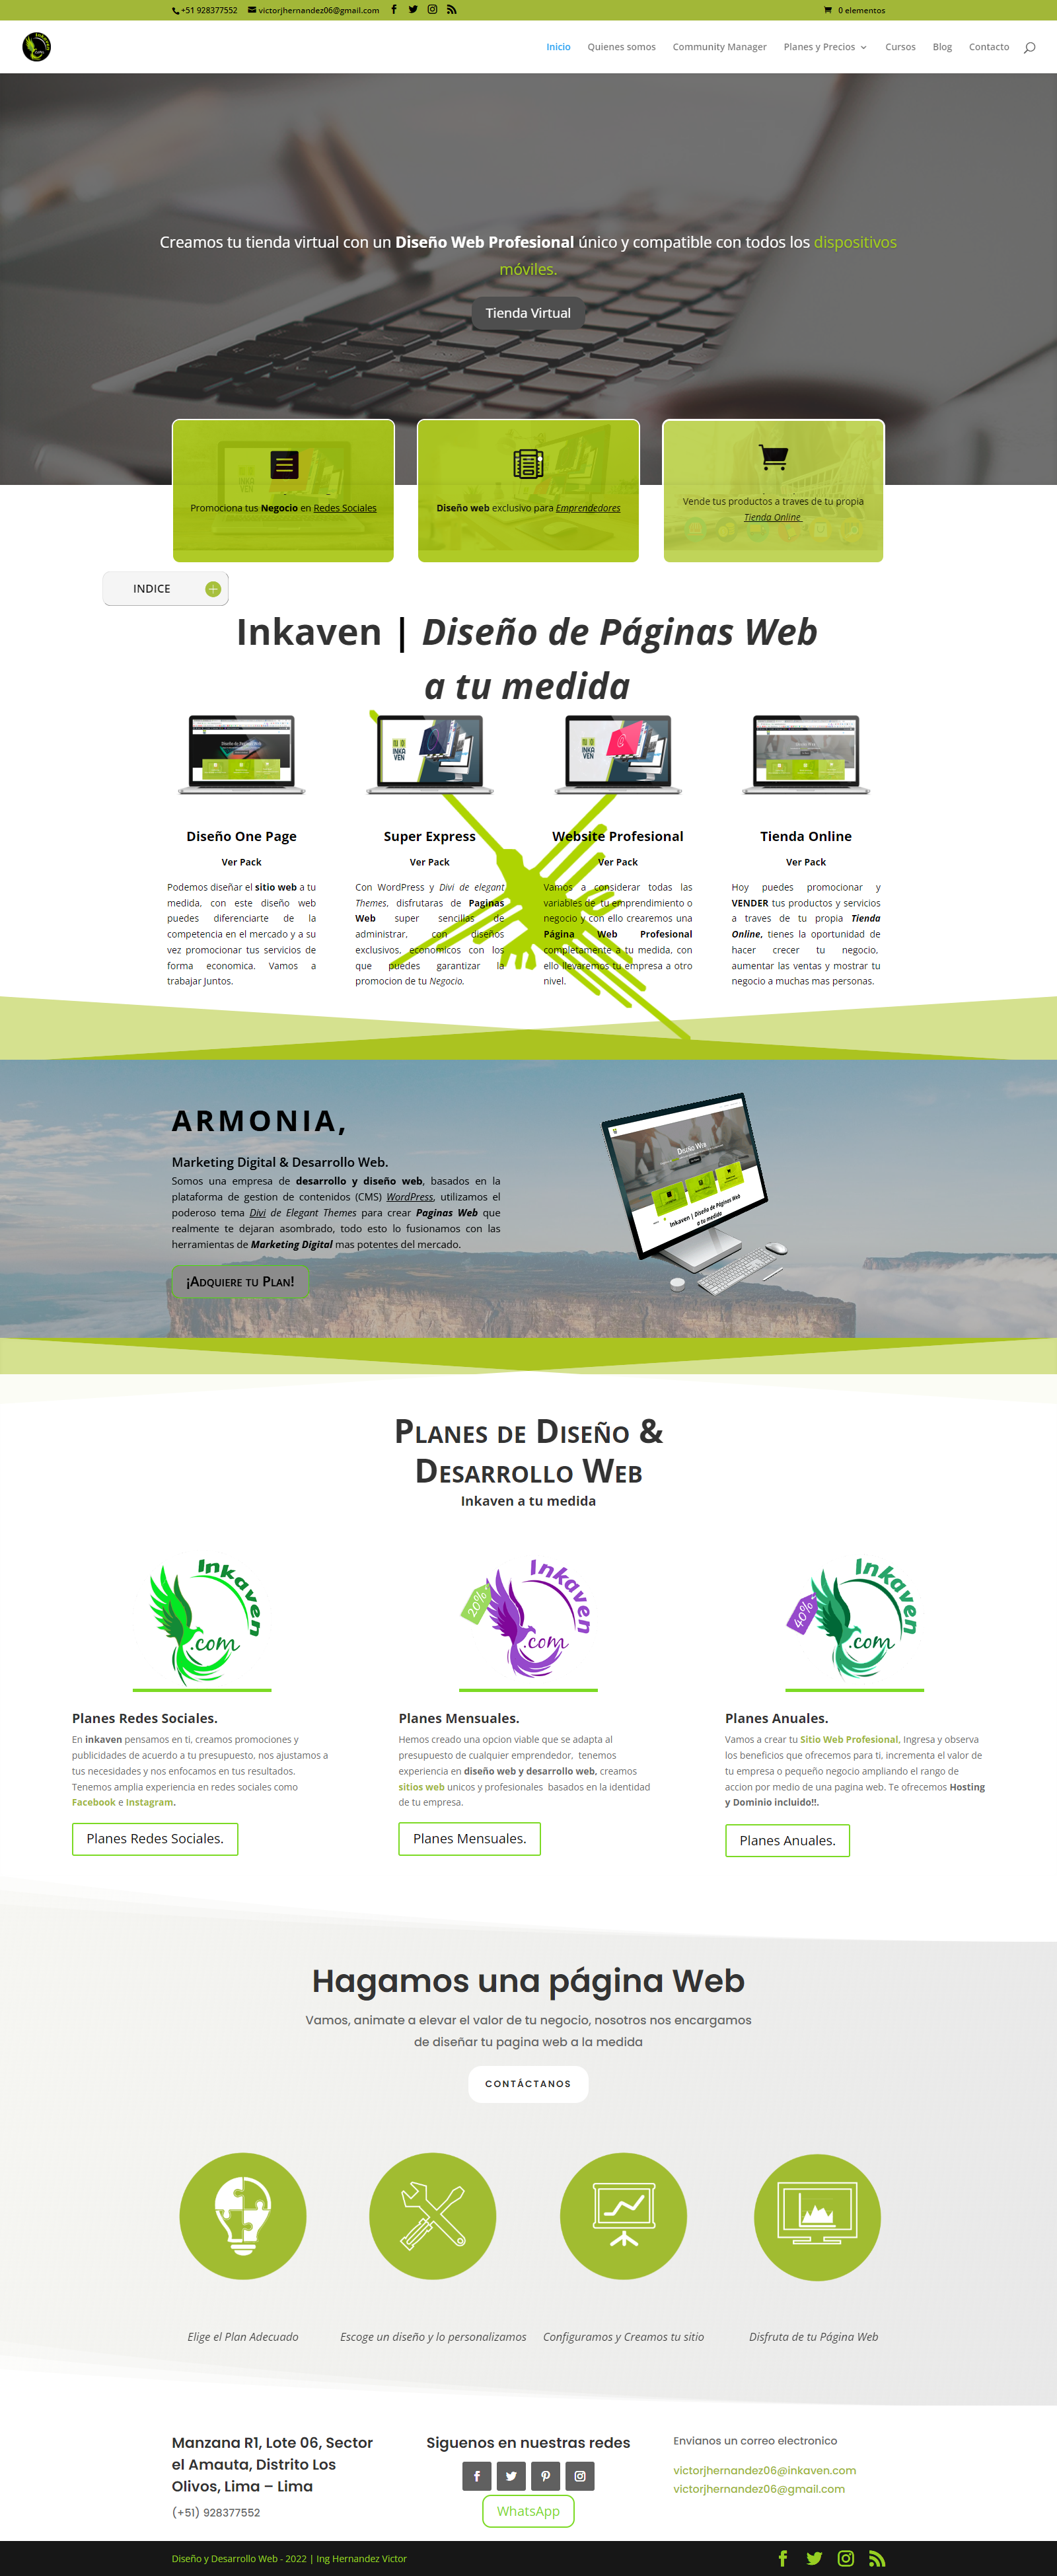 +51 928377552 victorjhernandez06@gmail.com 0 elementos
Inicio Quienes somos Community Manager Planes y Precios Cursos Blog Contacto
Creamos tu tienda virtual con un Diseño Web Profesional único y compatible con todos los dispositivos
móviles.
Tienda Virtual
Promociona tus Negocio en Redes Sociales
Diseño web exclusivo para Emprendedores
Vende tus productos a traves de tu propia
Tienda Online
INDICE
Inkaven | Diseño de Páginas Web
a tu medida
Diseño One Page
Ver Pack
Podemos diseñar el sitio web a tu
medida, con este diseño web
puedes diferenciarte de la
competencia en el mercado y a su
vez promocionar tus servicios de
forma economica. Vamos a
trabajar Juntos.
Super Express
Ver Pack
Con WordPress y Divi de elegant
Themes, disfrutaras de Paginas
Web super sencillas de
administrar, con diseños
exclusivos, económicos con los
que puedes garantizar la
promocion de tu Negocio.
Website Profesional
Ver Pack
Vamos a considerar todas las
variables de tu emprendimiento o
negocio y con ello crearemos una
Página Web Profesional
completamente a tu medida, con
ello llevaremos tu empresa a otro
nivel.
Tienda Online
Ver Pack
Hoy puedes promocionar y
VENDER tus productos y servicios
a traves de tu propia Tienda
Online, tienes la oportunidad de
hacer crecer tu negocio,
aumentar las ventas y mostrar tu
negocio a muchas mas personas.
ARMONIA,
Marketing Digital & Desarrollo Web.
Somos una empresa de desarrollo y diseño web, basados en la
plataforma de gestion de contenidos (CMS) WordPress, utilizamos el
poderoso tema Divi de Elegant Themes para crear Paginas Web que
realmente te dejaran asombrado, todo esto lo fusionamos con las
herramientas de Marketing Digital mas potentes del mercado.
¡Adquiere tu Plan!
Diseño Web
Inkaven | Diseño de Páginas Web
a tu medida
Planes de Diseño &
Desarrollo Web
Inkaven a tu medida
Inkaven .com
20% Inkaven .com
40% Inkaven .com
Planes Redes Sociales.
En inkaven pensamos en ti, creamos promociones y
publicidades de acuerdo a tu presupuesto, nos ajustamos a
tus necesidades y nos enfocamos en tus resultados.
Tenemos amplia experiencia en redes sociales como
Facebook e Instagram.
Planes Redes Sociales.
Planes Mensuales.
Hemos creado una opcion viable que se adapta al
presupuesto de cualquier emprendedor, tenemos
experiencia en diseño web y desarrollo web, creamos
sitios web unicos y profesionales basados en la identidad
de tu empresa.
Planes Mensuales.
Planes Anuales.
Vamos a crear tu Sitio Web Profesional, Ingresa y observa
los beneficios que ofrecemos para ti, incrementa el valor de
tu empresa o pequeño negocio ampliando el rango de
accion por medio de una pagina web. Te ofrecemos Hosting
y Dominio incluido!!.
Planes Anuales.
Hagamos una página Web
Vamos, animate a elevar el valor de tu negocio, nosotros nos encargamos
de diseñar tu pagina web a la medida
CONTÁCTANOS
Elige el Plan Adecuado
Escoge un diseño y lo personalizamos
Configuramos y Creamos tu sitio
Disfruta de tu Página Web
Manzana R1, Lote 06, Sector
el Amauta, Distrito Los
Olivos, Lima – Lima
(+51) 928377552
Siguenos en nuestras redes
WhatsApp
Envianos un correo electronico
victorjhernandez06@inkaven.com
victorjhernandez06@gmail.com
Diseño y Desarrollo Web - 2022 | Ing Hernandez Victor